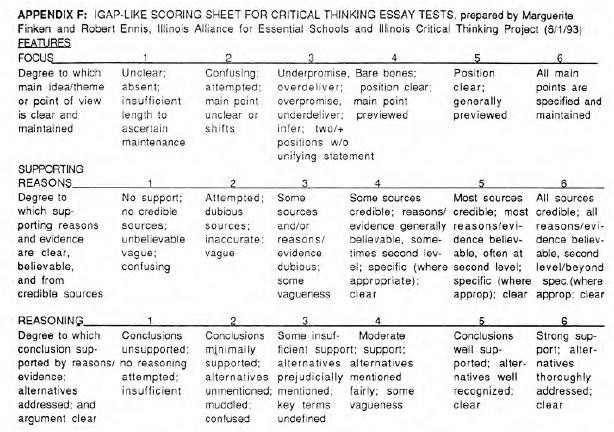 APPENDIX F: IGAP-LIKE SCORING SHEET FOR CRITICAL THINKING ESSAY TESTS, prepared by Marguerite
Finken and Robert Ennis, Illinois Alliance for Essential Schools and Illinois Critical Thinking Project (6/1/93)
FEATURES
FOCUS 1 2 3 4 5 6
Degree to which Unclear; Confusing; Underpromise, Bare bones; Position All main
main idea/theme absent; attempted; overdeliver; position clear; clear; points are
or point of view insufficient main point overpromise, main point generally specified and
is clear and length to unclear or underdeliver; previewed previewed maintained
maintained ascertain shifts infer; two/+
maintenance positions w/o
unifying statement
SUPPORTING
REASONS 1 2 3 4 5 6
Degree to No support; Attempted; Some Some sources Most sources All sources
which sup- no credible dubious sources credible; reasons/ credible; most credible; all
porting reasons sources; sources; and/or evidence generally reasons/evi- reasons/evi-
and evidence unbelievable inaccurate; reasons/ believable, some- dence believ- dence believ-
are clear, vague; vague evidence times second lev- able, often at able, second
believable, confusing dubious; el; specific (where second level; level/beyond
and from some appropriate); specific (where spec.(where
credible sources vagueness clear approp); clear approp; clear
REASONING 1 2 3 4 5 6
Degree to which Conclusions Conclusions Some insuf- Moderate Conclusions Strong sup-
conclusion sup- unsupported; minimally ficient support; support; well sup- port; alter-
ported by reasons/ no reasoning supported; alternatives alternatives ported; alter- natives
evidence; attempted; alternatives prejudicially mentioned natives well thoroughly
alternatives insufficient unmentioned; mentioned; fairly; some recognized; addressed;
addressed; and muddled; key terms vagueness clear clear
argument clear confused undefined